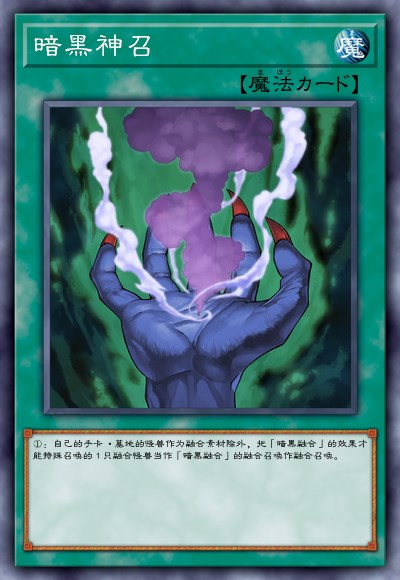 暗黑神召
魔
【魔法カード】
ま ほう
①：自己的手卡·墓地的怪兽作为融合素材除外，把「暗黑融合」的效果才
能特殊召唤的1只融合怪兽当作「暗黑融合」的融合召唤作融合召唤。